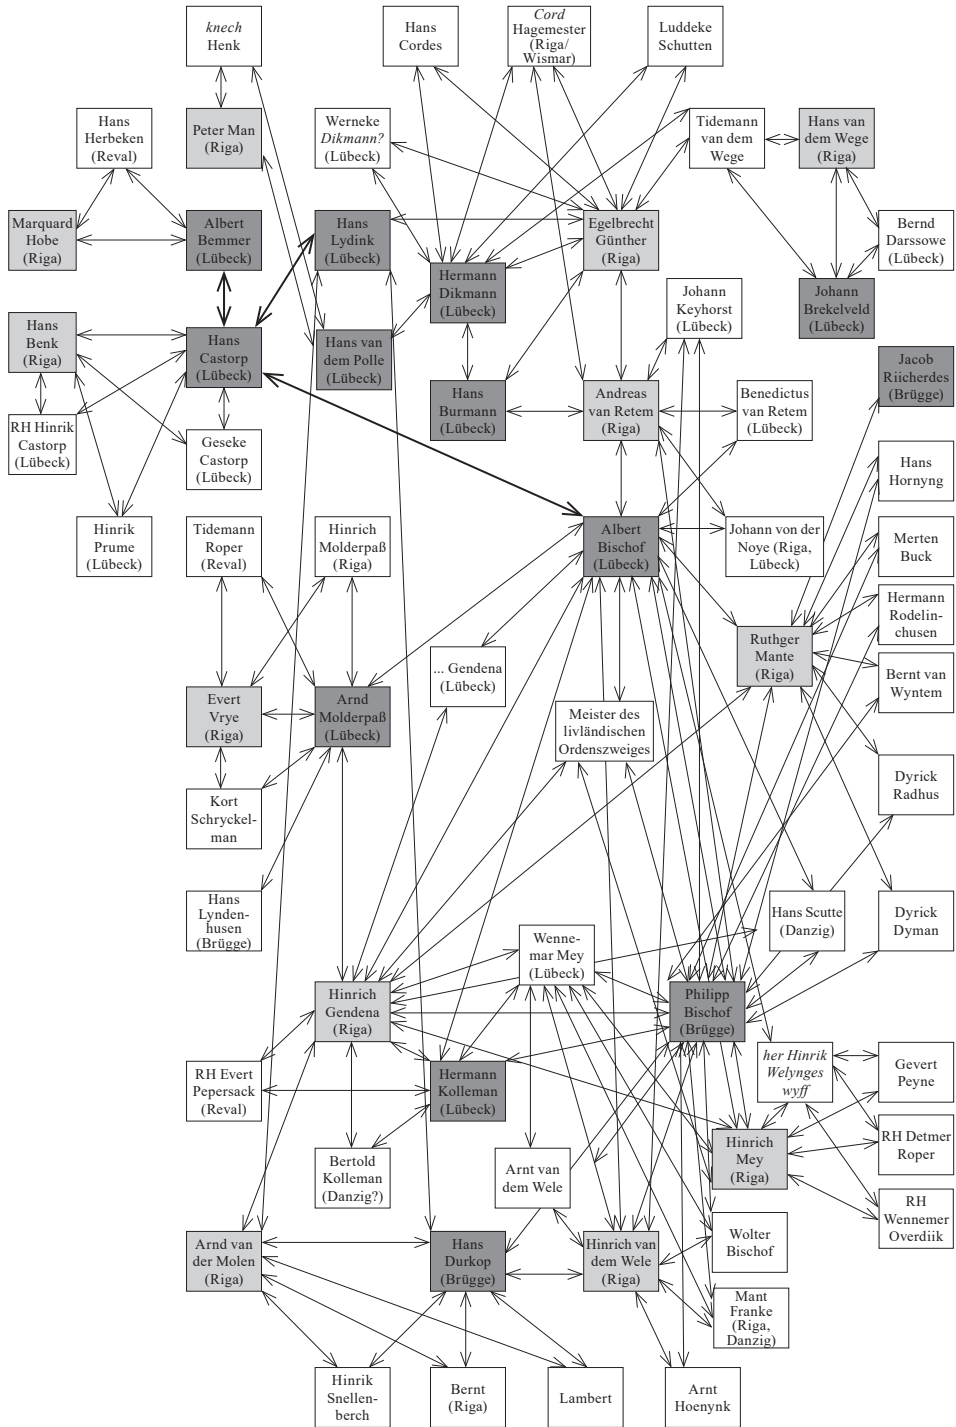 knech
Henk
Hans
Cordes
Cord
Hagemester
(Riga/
Wismar)
Luddeke
Schutten
Hans
Herbeken
(Reval)
Peter Man
(Riga)
Werneke
Dikmann?
(Lübeck)
Tidemann
van dem
Wege
Hans van
dem Wege
(Riga)
Marquard
Hobe
(Riga)
Albert
Bemmer
(Lübeck)
Hans
Lydink
(Lübeck)
Egelbrecht
Günther
(Riga)
Bernd
Darssowe
(Lübeck)
Hermann
Dikmann
(Lübeck)
Johann
Keyhorst
(Lübeck)
Johann
Brekelveld
(Lübeck)
Hans
Benk
(Riga)
Hans
Castorp
(Lübeck)
Hans van
dem Polle
(Lübeck)
Jacob
Riicherdes
(Brügge)
Hans
Burmann
(Lübeck)
Andreas
van Retem
(Riga)
Benedictus
van Retem
(Lübeck)
RH Hinrik
Castorp
(Lübeck)
Geseke
Castorp
(Lübeck)
Hans
Hornyng
Hinrik
Prume
(Lübeck)
Tidemann
Roper
(Reval)
Hinrich
Molderpaß
(Riga)
Albert
Bischof
(Lübeck)
Johann von der
Noye (Riga,
Lübeck)
Merten
Buck
Hermann
Rodelin-
chusen
Ruthger
Mante
(Riga)
... Gendena
(Lübeck)
Bernt van
Wyntem
Evert
Vrye
(Riga)
Arnd
Molderpaß
(Lübeck)
Meister des
livländischen
Ordenszweiges
Dyrick
Radhus
Kort
Schryckel-
man
Hans
Lynden-
husen
(Brügge)
Hans Scutte
(Danzig)
Dyrick
Dyman
Wenne-
mar Mey
(Lübeck)
Hinrich
Gendena
(Riga)
Philipp
Bischof
(Brügge)
her Hinrik
Welynges
wyff
Gevert
Peyne
RH Evert
Pepersack
(Reval)
Hermann
Kolleman
(Lübeck)
RH Detmer
Roper
Hinrich
Mey
(Riga)
Bertold
Kolleman
(Danzig?)
Arnt van
dem Wele
RH
Wennemer
Overdiik
Arnd van
der Molen
(Riga)
Hans
Durkop
(Brügge)
Hinrich van
dem Wele
(Riga)
Wolter
Bischof
Mant
Franke
(Riga,
Danzig)
Hinrik
Snellen-
berch
Bernt
(Riga)
Lambert
Arnt
Hoenynk